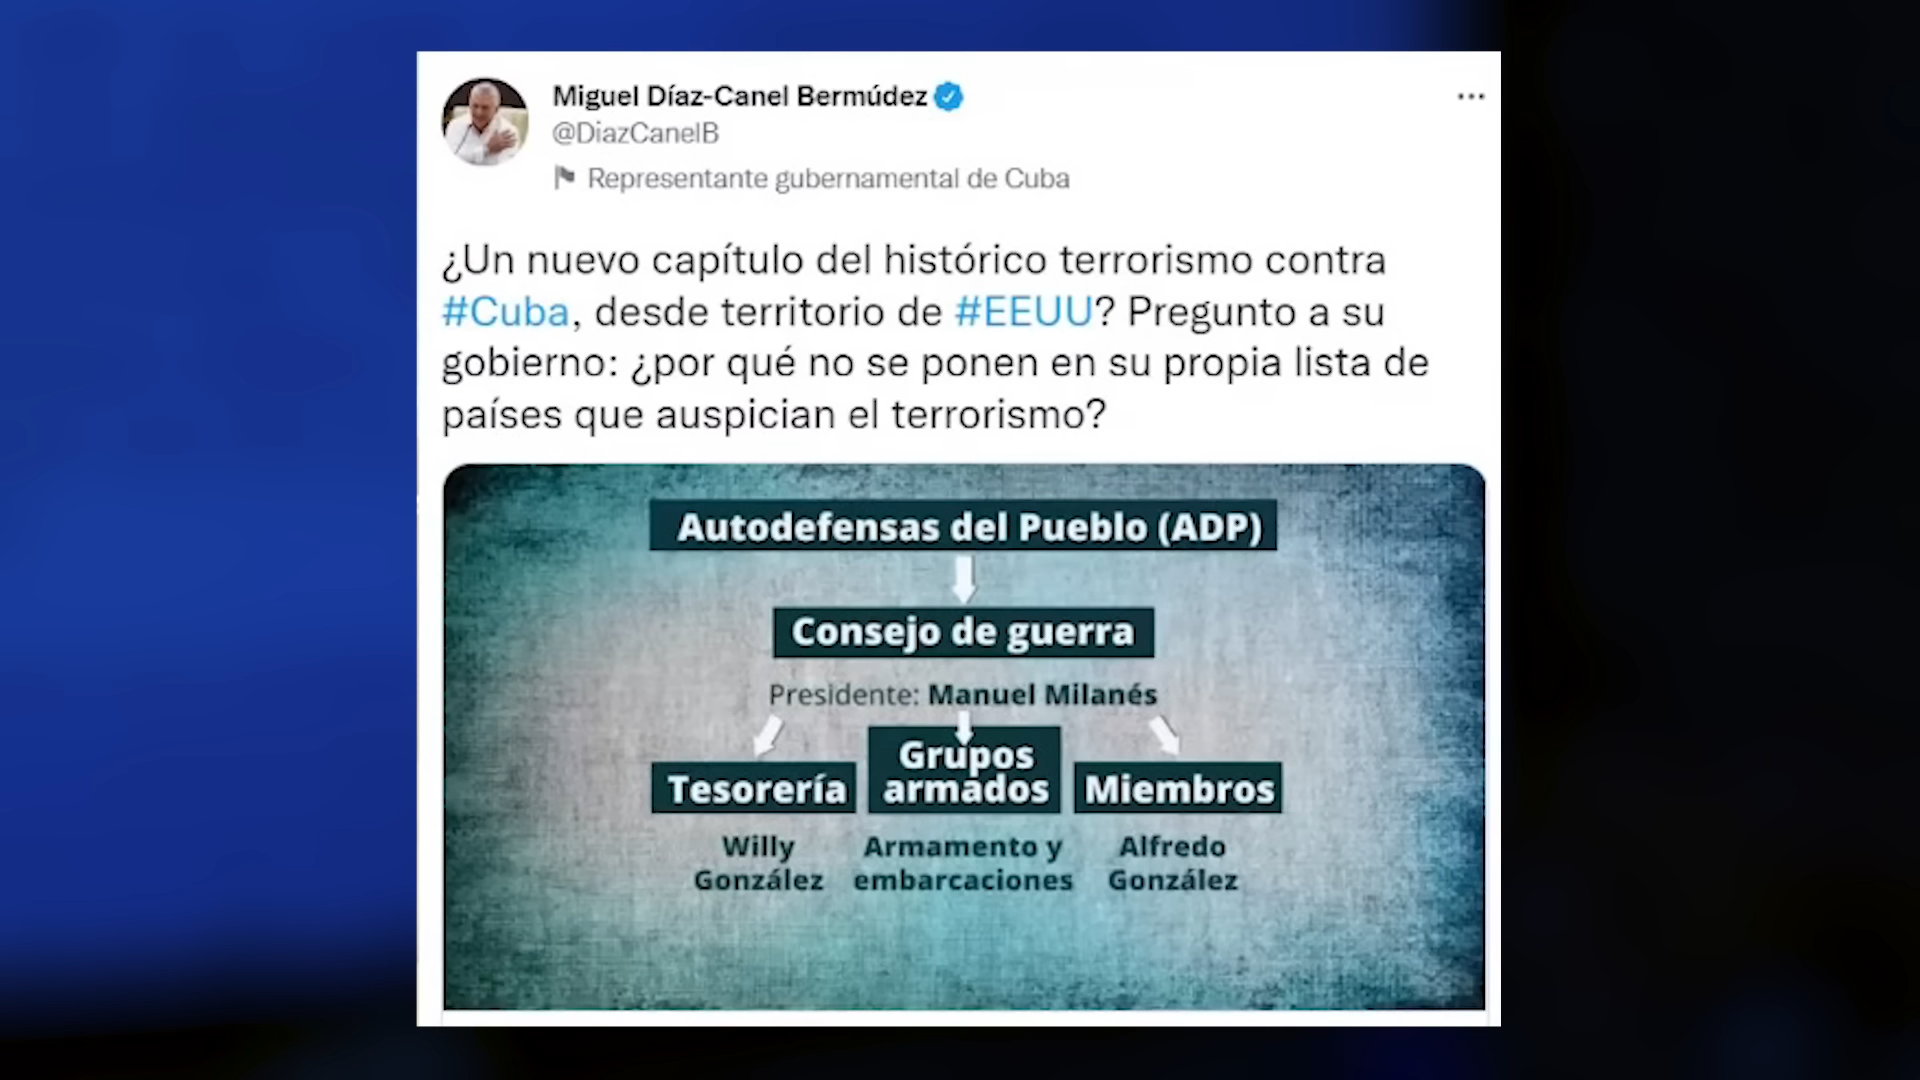 Miguel Díaz-Canel Bermúdez
@DiazCanelB
Representante gubernamental de Cuba
¿Un nuevo capítulo del histórico terrorismo contra
#Cuba, desde territorio de #EEUU? Pregunto a su
gobierno: ¿por qué no se ponen en su propia lista de
países que auspician el terrorismo?
Autodefensas del Pueblo (ADP)
Consejo de guerra
Presidente: Manuel Milanés
Tesorería
Grupos
armados
Miembros
Willy
González
Armamento y
embarcaciones
Alfredo
González